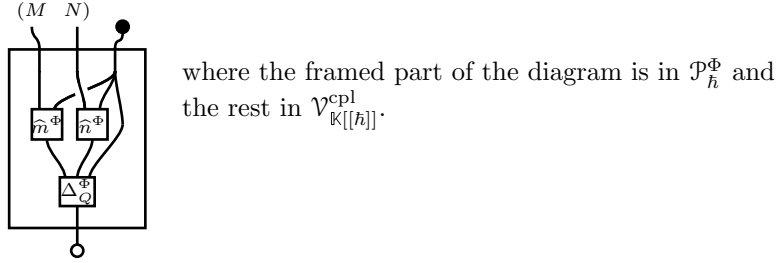 (M N)
where the framed part of the diagram is in 𝒫^Φ_ħ and
the rest in 𝒱^cpl_𝕂[[ħ]].
m̂^Φ n̂^Φ
Δ^Φ_Q